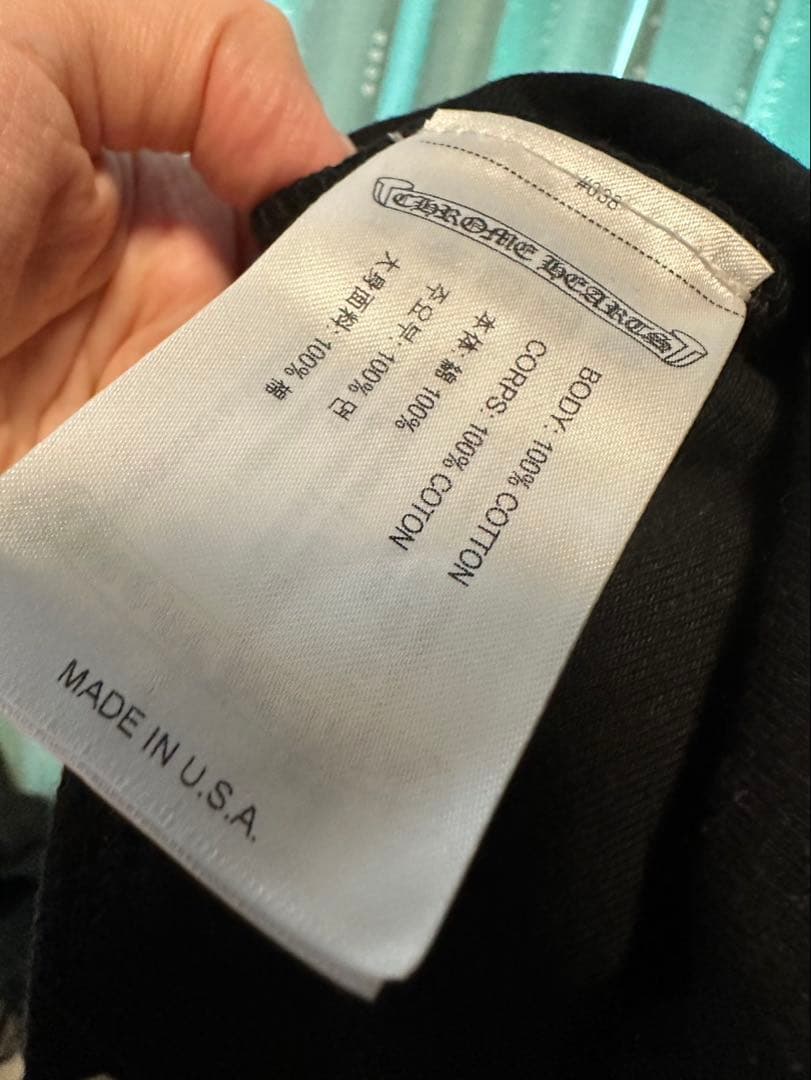 #036
CHROME HEARTS
BODY: 100% COTTON
CORPS: 100% COTON
本体: 綿 100%
주요부: 100% 면
大身面料: 100% 棉
MADE IN U.S.A.